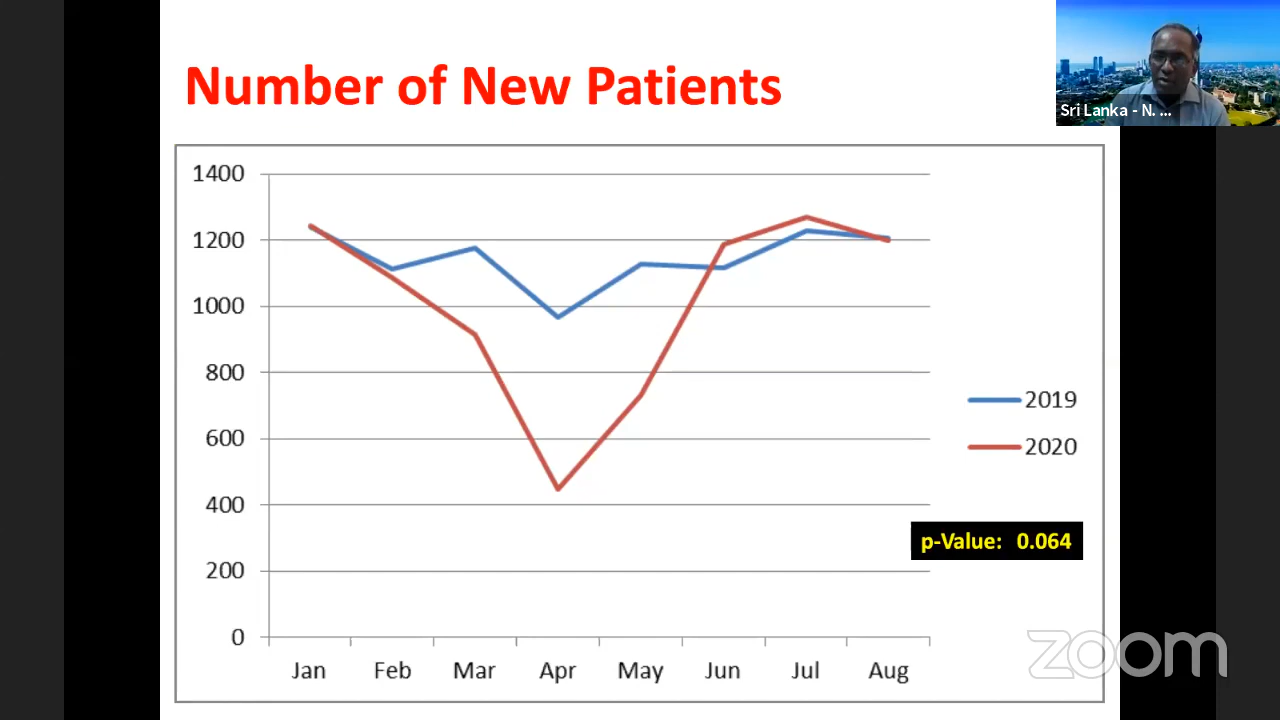 Number of New Patients
Sri Lanka - N. ...
1400
1200
1000
800
600
400
200
0
Jan Feb Mar Apr May Jun Jul Aug
2019
2020
p-Value: 0.064
zoom